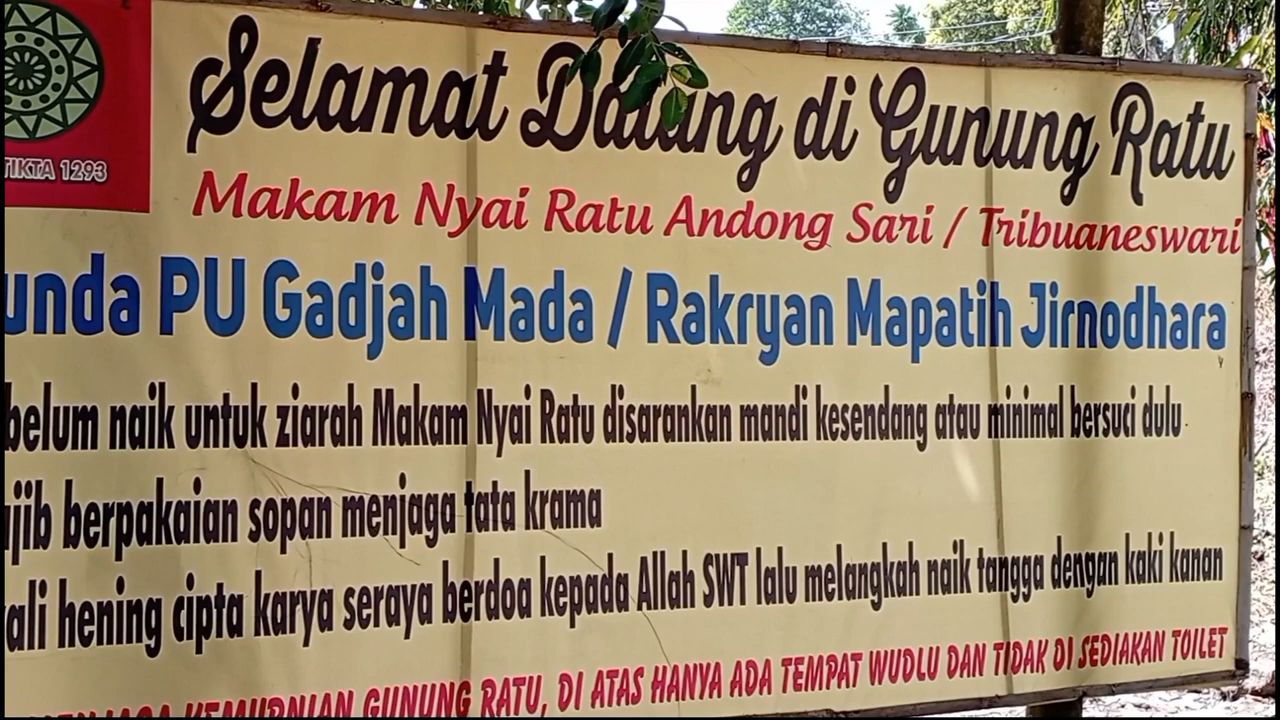 TIKTA 1293
Selamat Datang di Gunung Ratu
Makam Nyai Ratu Andong Sari / Tribuaneswari
unda PU Gadjah Mada / Rakryan Mapatih Jirnodhara
belum naik untuk ziarah Makam Nyai Ratu disarankan mandi kesendang atau minimal bersuci dulu
ajib berpakaian sopan menjaga tata krama
ali hening cipta karya seraya berdoa kepada Allah SWT lalu melangkah naik tangga dengan kaki kanan
MENJAGA KEMURNIAN GUNUNG RATU, DI ATAS HANYA ADA TEMPAT WUDLU DAN TIDAK DI SEDIAKAN TOILET